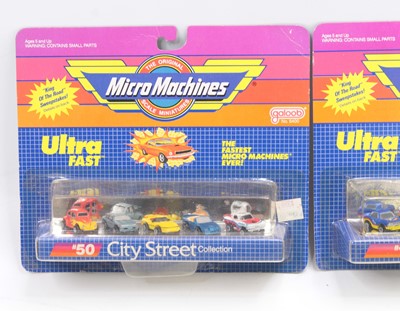 Ages 5 and Up
WARNING: CONTAINS SMALL PARTS
THE ORIGINAL
Micro Machines
SCALE MINIATURES
"King
Of The Road"
Sweepstakes!
galoob
Ultra
FAST
THE
FASTEST
MICRO MACHINES
EVER!
#50 City Street Collection
Ages 5 and Up
WARNING: CONTAINS SMALL PARTS
"King
Of The Road"
Sweepstakes!
Ultra
FAST